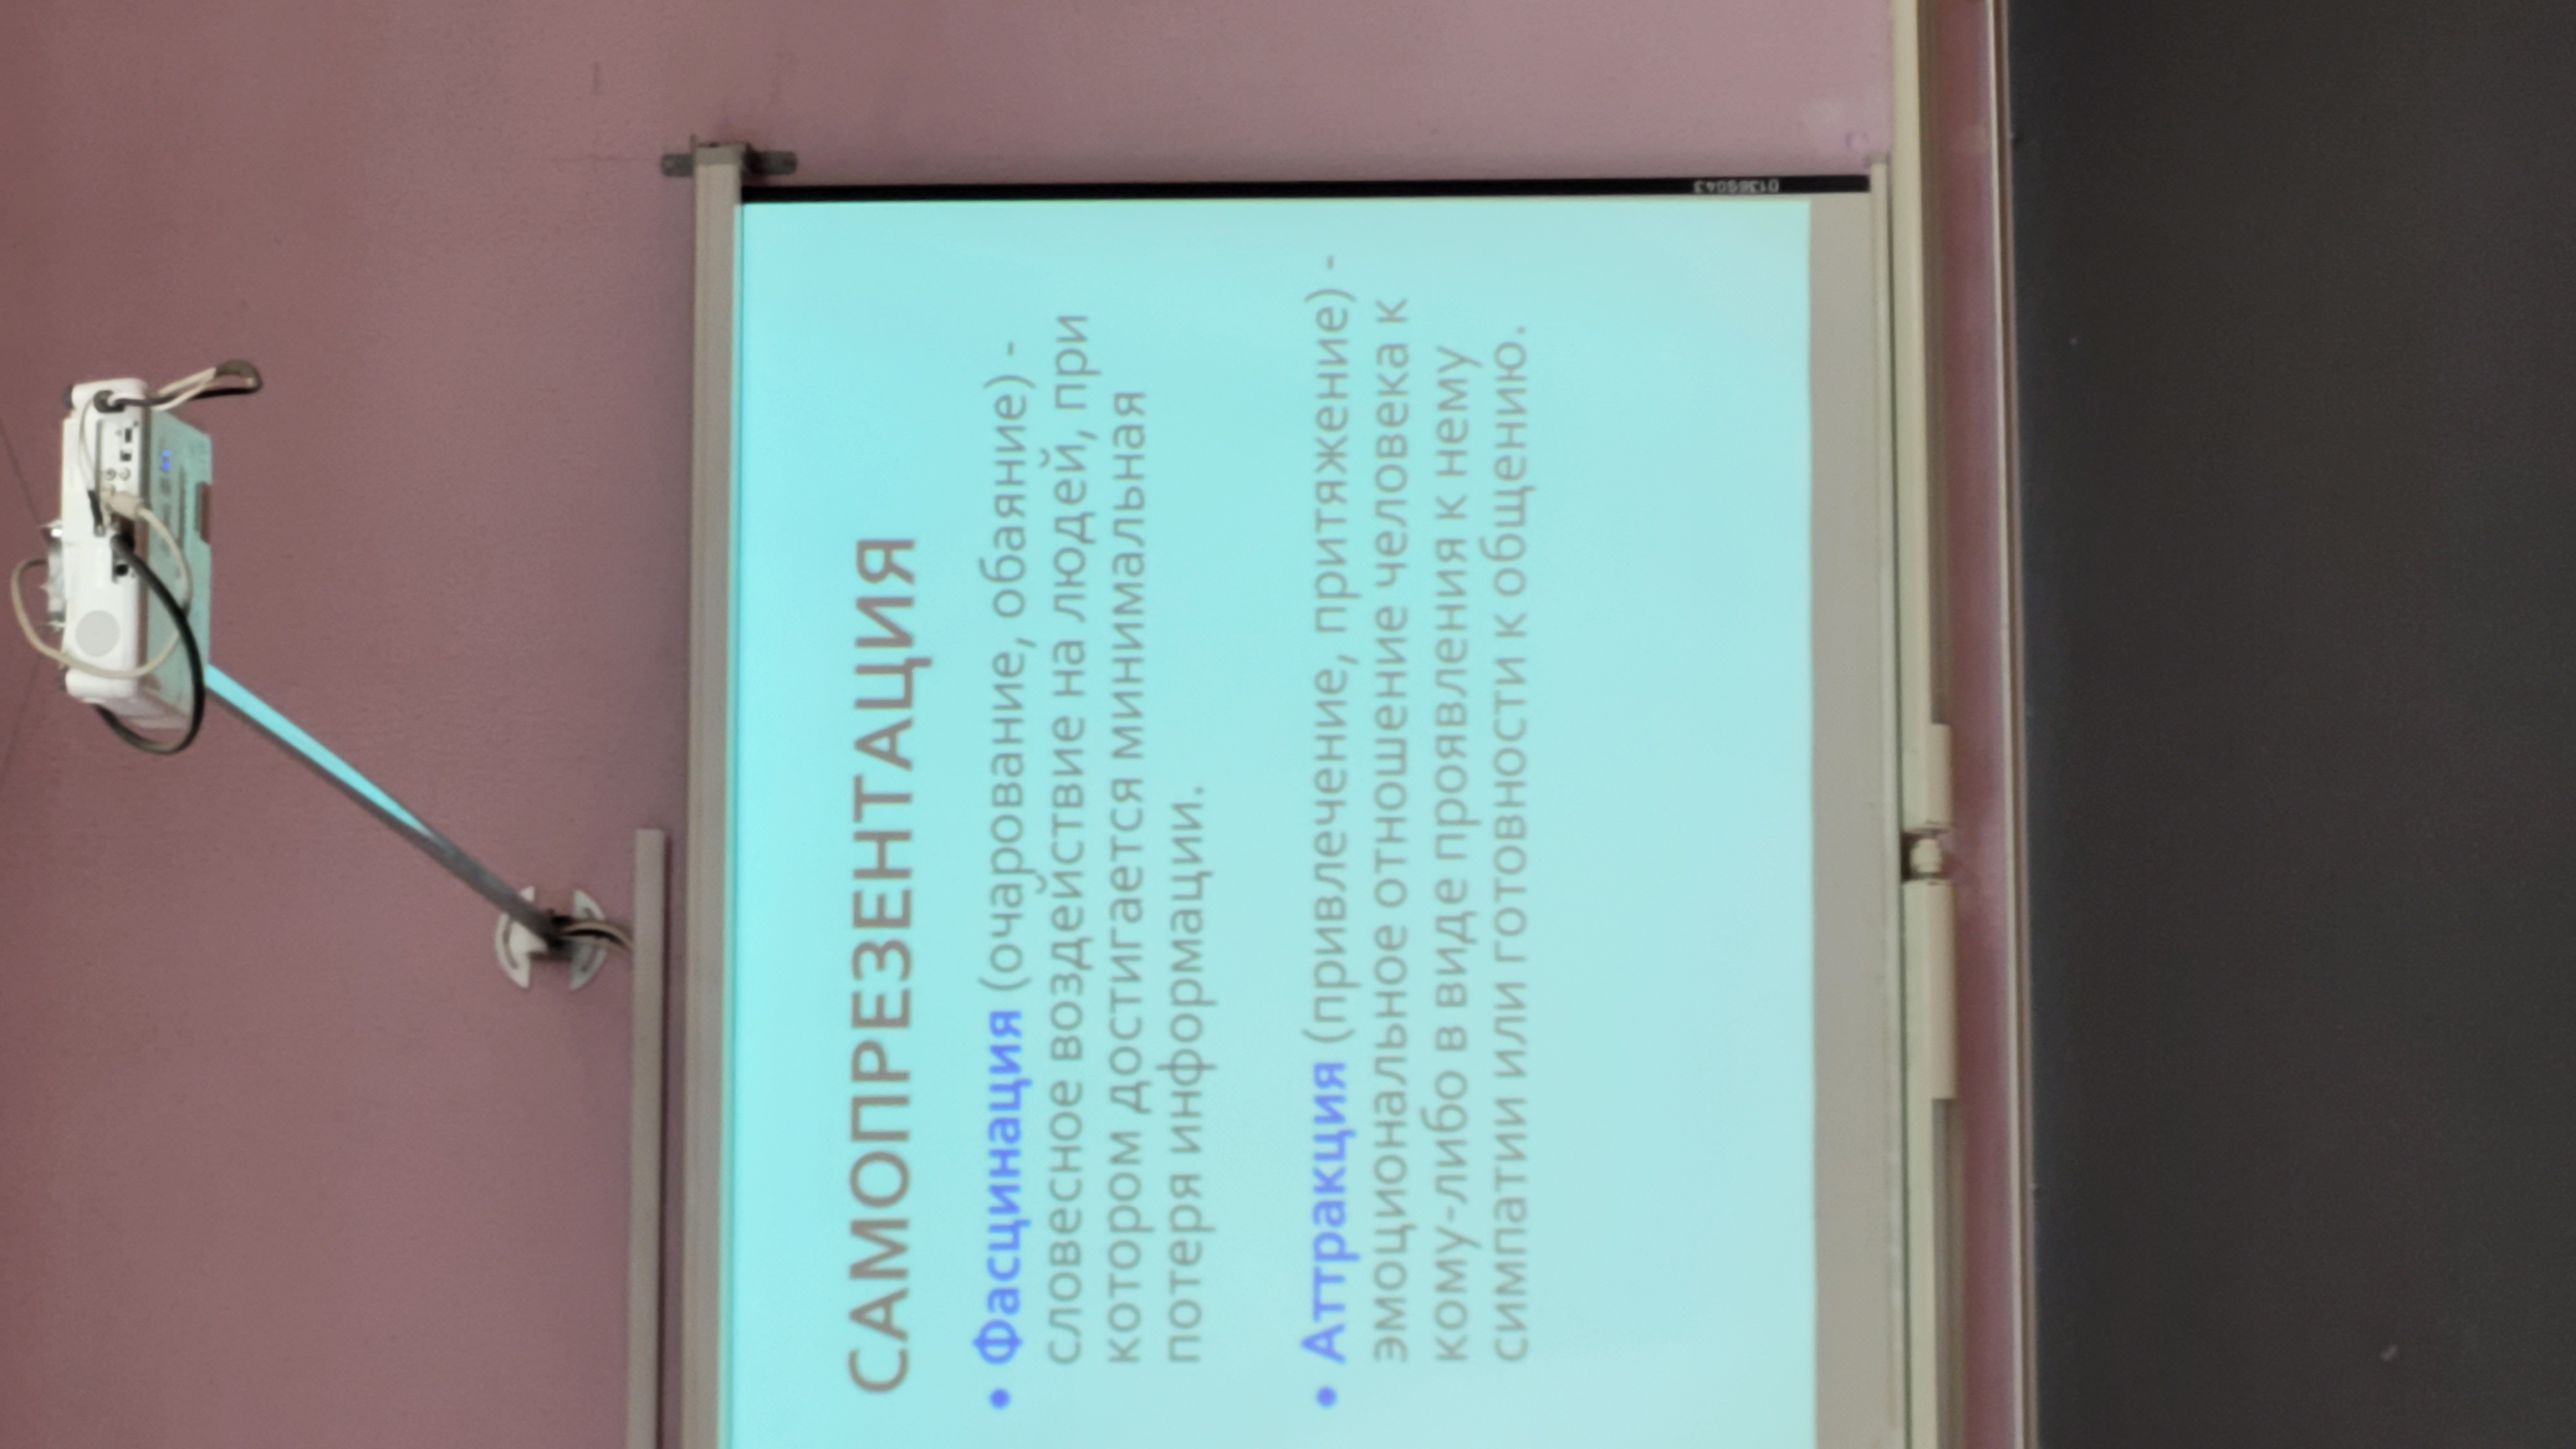 САМОПРЕЗЕНТАЦИЯ
• Фасцинация (очарование, обаяние) -
словесное воздействие на людей, при
котором достигается минимальная
потеря информации.
• Аттракция (привлечение, притяжение) -
эмоциональное отношение человека к
кому-либо в виде проявления к нему
симпатии или готовности к общению.
01369043